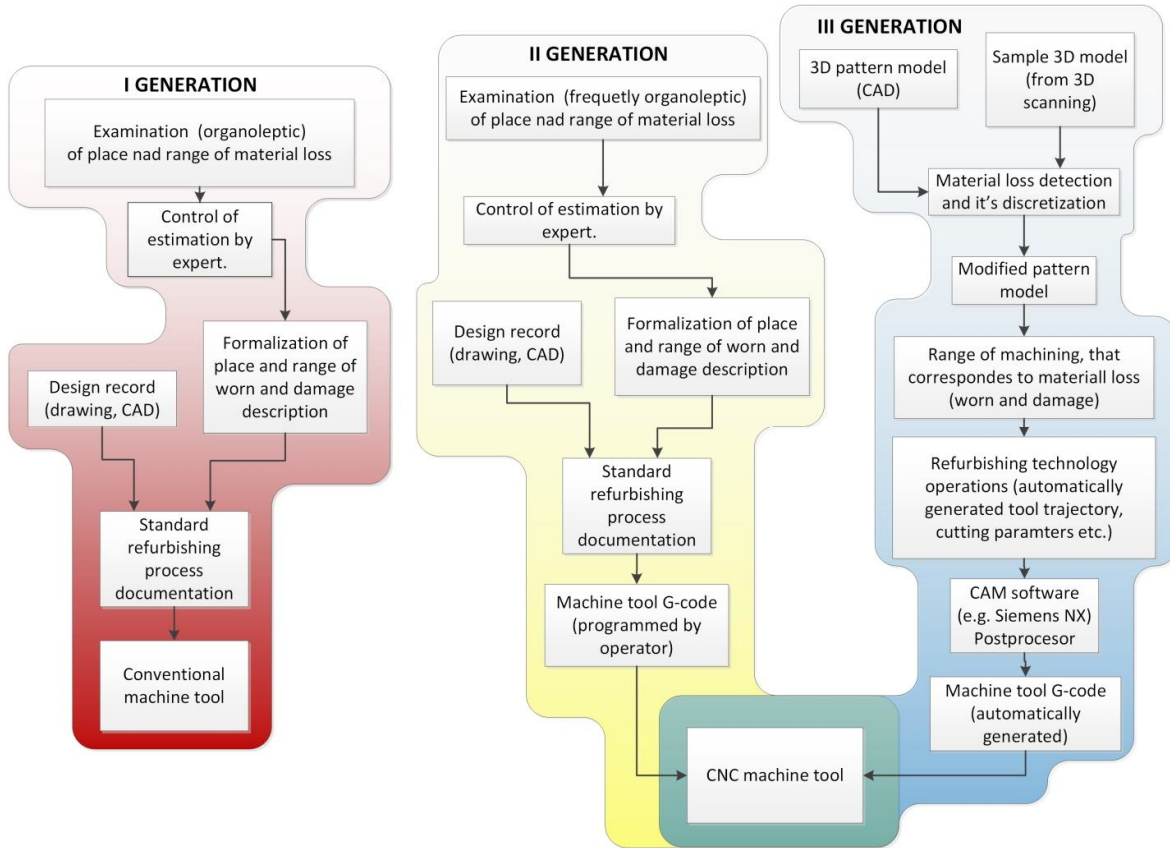 I GENERATION
Examination (organoleptic)
of place nad range of material loss
Control of
estimation by
expert.
Formalization of
place and range of
worn and damage
description
Design record
(drawing, CAD)
Standard
refurbishing
process
documentation
Conventional
machine tool
II GENERATION
Examination (frequetly organoleptic)
of place nad range of material loss
Control of estimation by
expert.
Design record
(drawing, CAD)
Formalization of place
and range of worn and
damage description
Standard
refurbishing process
documentation
Machine tool G-code
(programmed by
operator)
CNC machine tool
III GENERATION
3D pattern model
(CAD)
Sample 3D model
(from 3D
scanning)
Material loss detection
and it's discretization
Modified pattern
model
Range of machining, that
correspondes to materiall loss
(worn and damage)
Refurbishing technology
operations (automatically
generated tool trajectory,
cutting paramters etc.)
CAM software
(e.g. Siemens NX)
Postprocesor
Machine tool G-code
(automatically
generated)